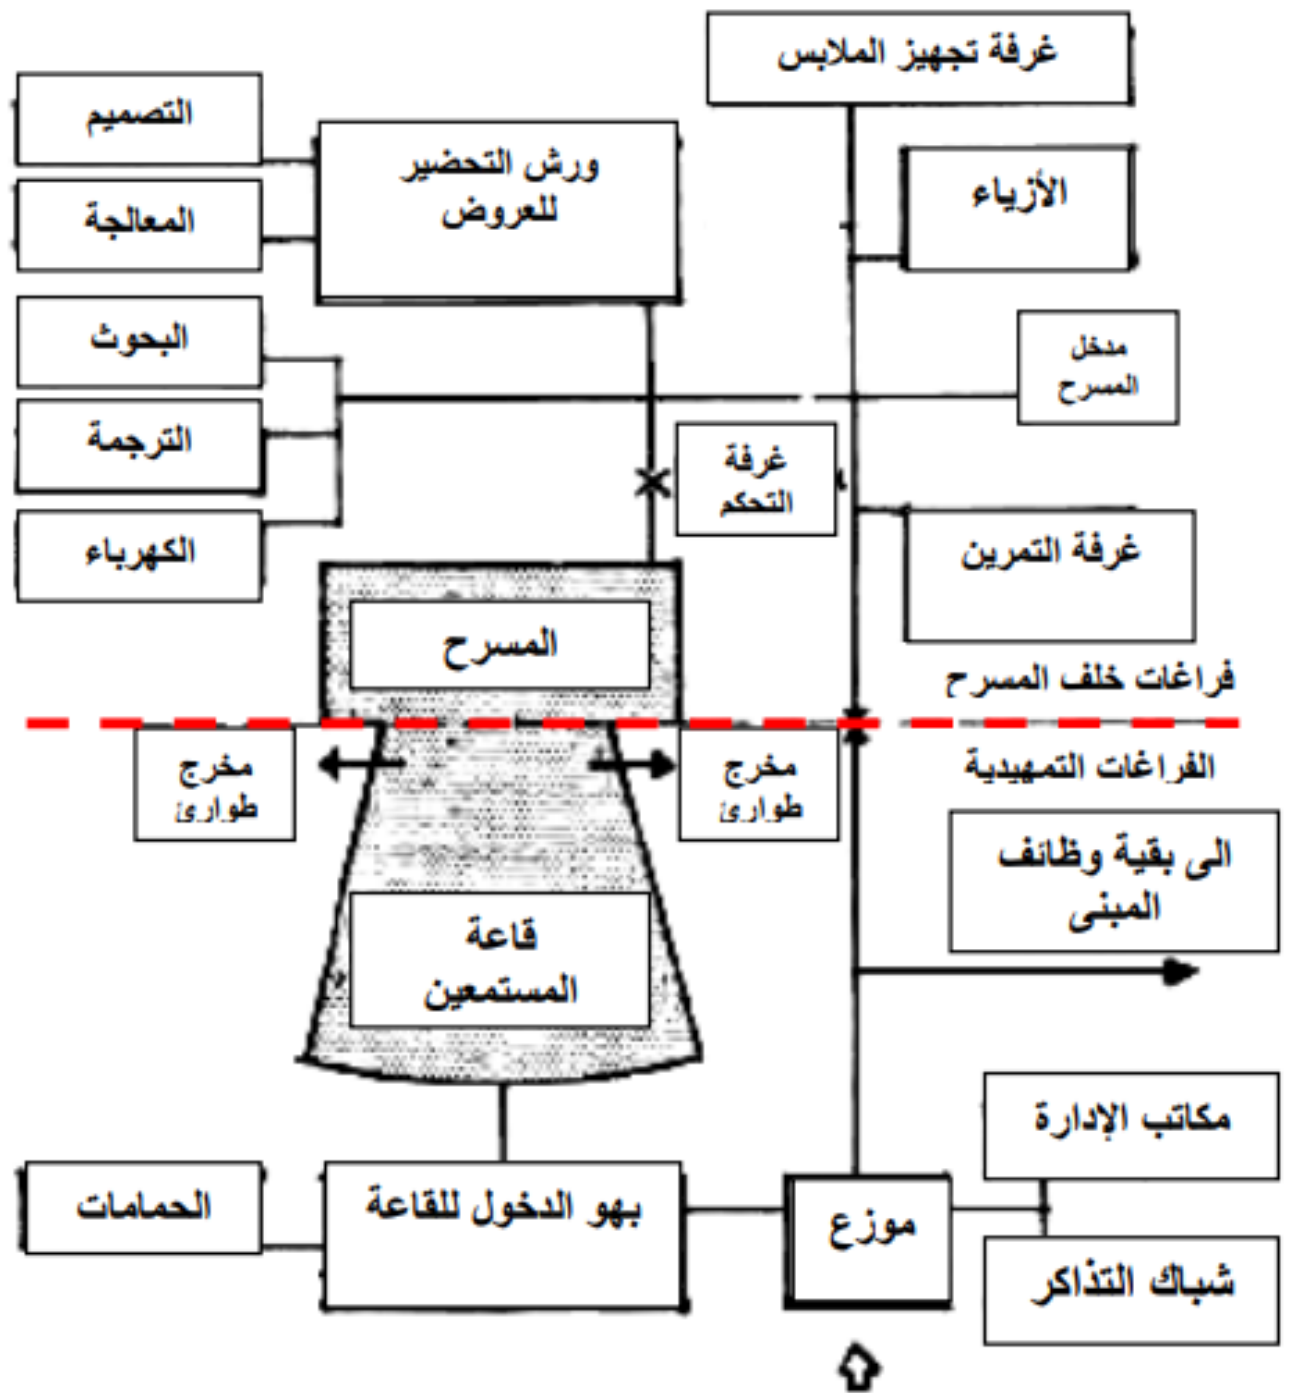 غرفة تجهيز الملابس
التصميم
ورش التحضير
للعروض
الأزياء
المعالجة
البحوث
مدخل
المسرح
الترجمة
غرفة
التحكم
الكهرباء
غرفة التمرين
المسرح
فراغات خلف المسرح
الفراغات التمهيدية
مخرج
طوارئ
مخرج
طوارئ
الى بقية وظائف
المبنى
قاعة
المستمعين
مكاتب الإدارة
الحمامات
بهو الدخول للقاعة
موزع
شباك التذاكر